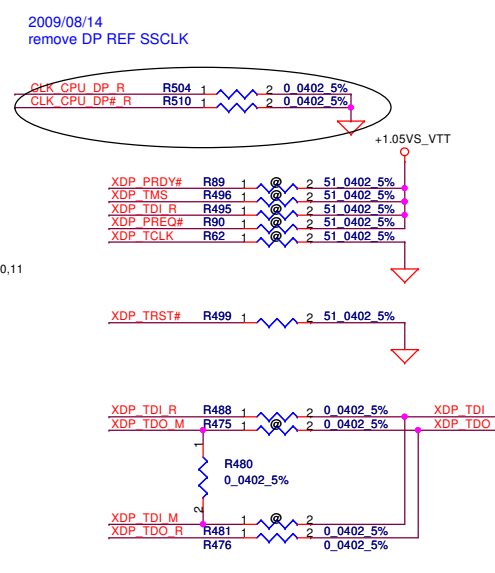 2009/08/14
remove DP REF SSCLK
CLK_CPU_DP_R R504 1 2 0_0402_5%
CLK_CPU_DP#_R R510 1 2 0_0402_5%
+1.05VS_VTT
XDP_PRDY# R89 1 @ 2 51_0402_5%
XDP_TMS R496 1 @ 2 51_0402_5%
XDP_TDI_R R495 1 @ 2 51_0402_5%
XDP_PREQ# R90 1 @ 2 51_0402_5%
XDP_TCLK R62 1 @ 2 51_0402_5%
0,11
XDP_TRST# R499 1 2 51_0402_5%
XDP_TDI_R R488 1 2 0_0402_5% XDP_TDI
XDP_TDO_M R475 1 @ 2 0_0402_5% XDP_TDO
1
R480
0_0402_5%
2
XDP_TDI_M 1 @ 2
XDP_TDO_R R481 1 2 0_0402_5%
R476 0_0402_5%